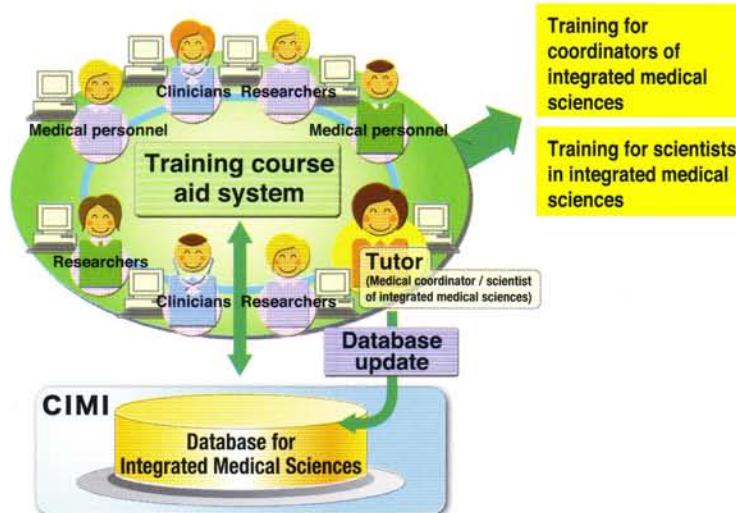 Training for
coordinators of
integrated medical
sciences
Training for scientists
in integrated medical
sciences
Clinicians
Researchers
Medical personnel
Medical personnel
Training course
aid system
Researchers
Clinicians
Researchers
Tutor
(Medical coordinator / scientist
of integrated medical sciences)
Database
update
CIMI
Database for
Integrated Medical Sciences